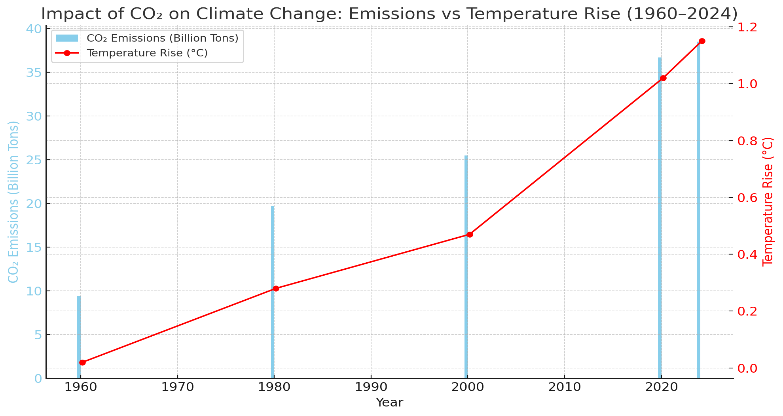 Impact of CO₂ on Climate Change: Emissions vs Temperature Rise (1960–2024)
CO₂ Emissions (Billion Tons)
Temperature Rise (°C)
CO₂ Emissions (Billion Tons)
40
35
30
25
20
15
10
5
0
1.2
1.0
0.8
0.6
0.4
0.2
0.0
Temperature Rise (°C)
1960 1970 1980 1990 2000 2010 2020
Year